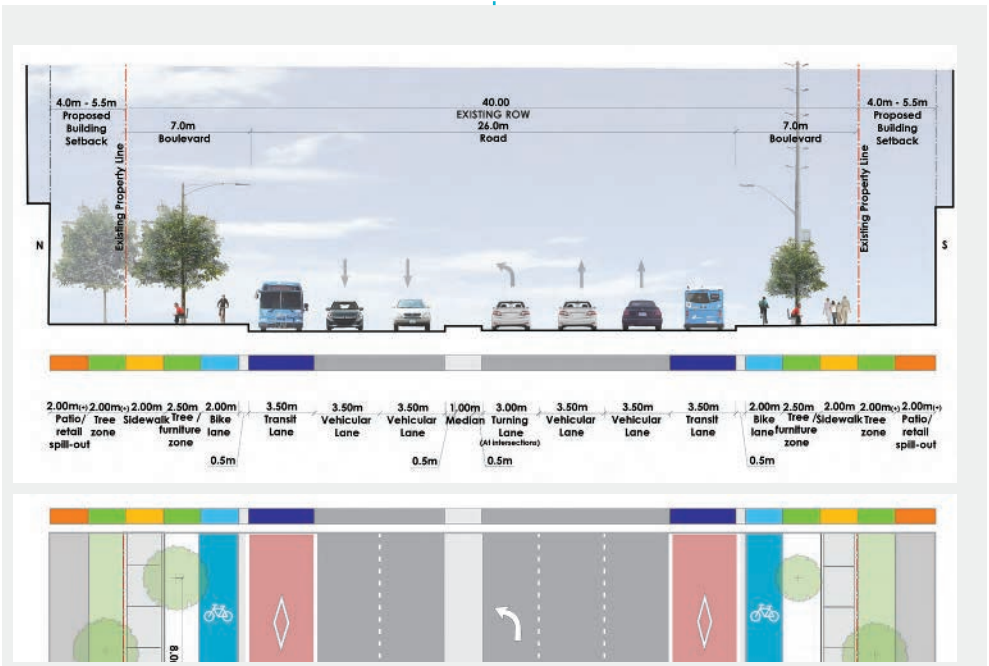 4.0m - 5.5m
Proposed
Building
Setback
Existing Property Line
7.0m
Boulevard
40.00
EXISTING ROW
26.0m
Road
7.0m
Boulevard
Existing Property Line
4.0m - 5.5m
Proposed
Building
Setback
N
S
2.00m(+)
Patio/
retail
spill-out
2.00m(+)
Tree
zone
2.00m
Sidewalk
2.50m
Tree /
furniture
zone
2.00m
Bike
lane
0.5m
3.50m
Transit
Lane
3.50m
Vehicular
Lane
3.50m
Vehicular
Lane
0.5m
1.00m
Median
0.5m
3.00m
Turning
Lane
(At intersections)
3.50m
Vehicular
Lane
3.50m
Vehicular
Lane
3.50m
Transit
Lane
0.5m
2.00m
Bike
lane
2.50m
Tree /
furniture
zone
2.00m
Sidewalk
2.00m(+)
Tree
zone
2.00m(+)
Patio/
retail
spill-out